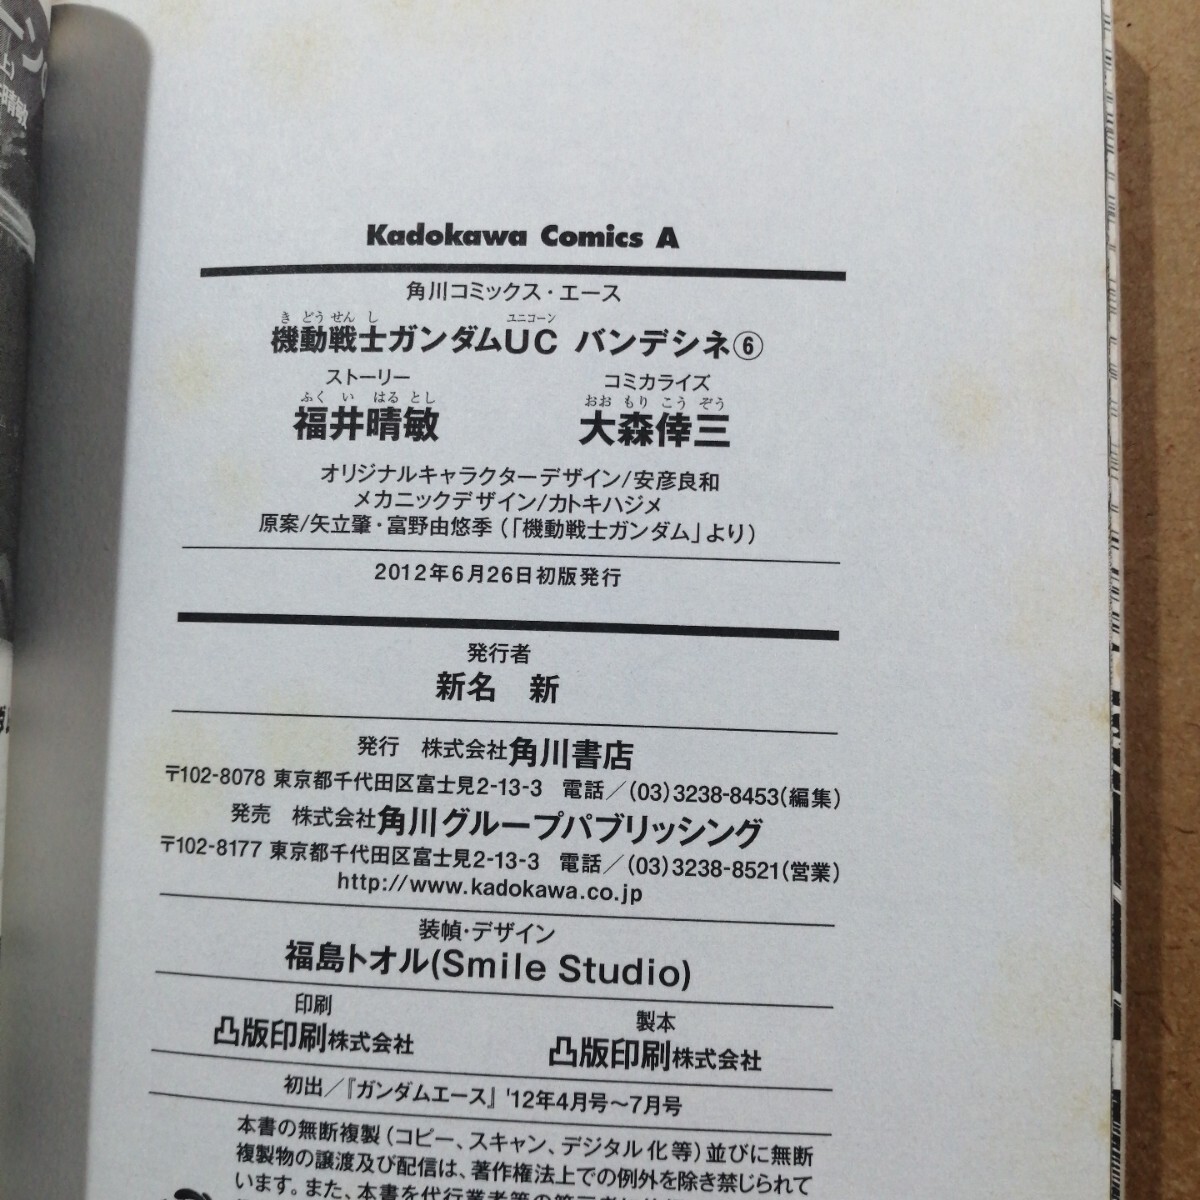 上)
晴敏
Kadokawa Comics A
角川コミックス・エース
きどうせんし ユニコーン
機動戦士ガンダムUC バンデシネ⑥
ストーリー コミカライズ
ふくいはるとし おおもりこうぞう
福井晴敏 大森倖三
オリジナルキャラクターデザイン/安彦良和
メカニックデザイン/カトキハジメ
原案/矢立肇・富野由悠季(「機動戦士ガンダム」より)
2012年6月26日初版発行
発行者
新名 新
発行 株式会社角川書店
〒102-8078 東京都千代田区富士見2-13-3 電話/(03)3238-8453(編集)
発売 株式会社角川グループパブリッシング
〒102-8177 東京都千代田区富士見2-13-3 電話/(03)3238-8521(営業)
http://www.kadokawa.co.jp
装幀・デザイン
福島トオル(Smile Studio)
印刷 製本
凸版印刷株式会社 凸版印刷株式会社
初出/『ガンダムエース』'12年4月号〜7月号
本書の無断複製(コピー、スキャン、デジタル化等)並びに無断
複製物の譲渡及び配信は、著作権法上での例外を除き禁じられて
います。また、本書を代行業者等の第三者に